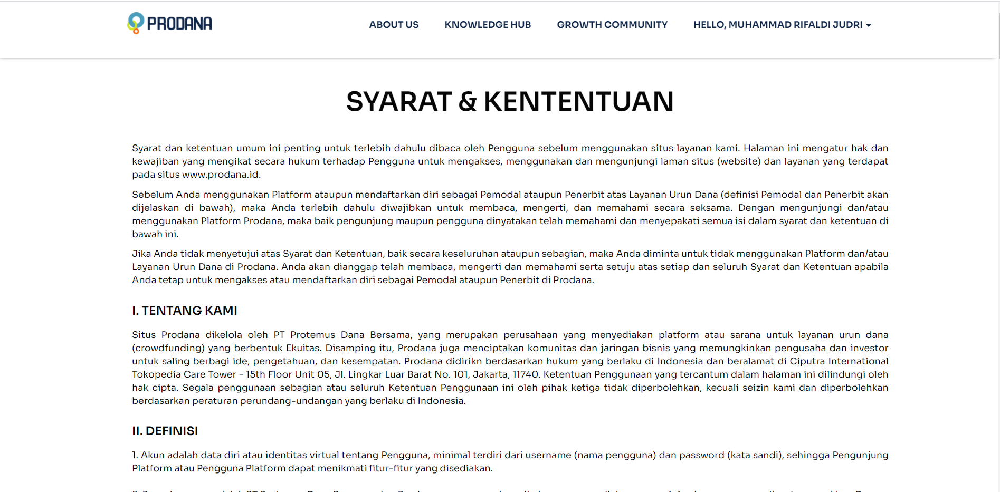 PRODANA
ABOUT US
KNOWLEDGE HUB
GROWTH COMMUNITY
HELLO, MUHAMMAD RIFALDI JUDRI
SYARAT & KENTENTUAN
Syarat dan ketentuan umum ini penting untuk terlebih dahulu dibaca oleh Pengguna sebelum menggunakan situs layanan kami. Halaman ini mengatur hak dan
kewajiban yang mengikat secara hukum terhadap Pengguna untuk mengakses, menggunakan dan mengunjungi laman situs (website) dan layanan yang terdapat
pada situs www.prodana.id.
Sebelum Anda menggunakan Platform ataupun mendaftarkan diri sebagai Pemodal ataupun Penerbit atas Layanan Urun Dana (definisi Pemodal dan Penerbit akan
dijelaskan di bawah), maka Anda terlebih dahulu diwajibkan untuk membaca, mengerti, dan memahami secara seksama. Dengan mengunjungi dan/atau
menggunakan Platform Prodana, maka baik pengunjung maupun pengguna dinyatakan telah memahami dan menyepakati semua isi dalam syarat dan ketentuan di
bawah ini.
Jika Anda tidak menyetujui atas Syarat dan Ketentuan, baik secara keseluruhan ataupun sebagian, maka Anda diminta untuk tidak menggunakan Platform dan/atau
Layanan Urun Dana di Prodana. Anda akan dianggap telah membaca, mengerti dan memahami serta setuju atas setiap dan seluruh Syarat dan Ketentuan apabila
Anda tetap untuk mengakses atau mendaftarkan diri sebagai Pemodal ataupun Penerbit di Prodana.
I. TENTANG KAMI
Situs Prodana dikelola oleh PT Protemus Dana Bersama, yang merupakan perusahaan yang menyediakan platform atau sarana untuk layanan urun dana
(crowdfunding) yang berbentuk Ekuitas. Disamping itu, Prodana juga menciptakan komunitas dan jaringan bisnis yang memungkinkan pengusaha dan investor
untuk saling berbagi ide, pengetahuan, dan kesempatan. Prodana didirikn berdasarkan hukum yang berlaku di Indonesia dan beralamat di Ciputra International
Tokopedia Care Tower - 15th Floor Unit 05, Jl. Lingkar Luar Barat No. 101, Jakarta, 11740. Ketentuan Penggunaan yang tercantum dalam halaman ini dilindungi oleh
hak cipta. Segala penggunaan sebagian atau seluruh Ketentuan Penggunaan ini oleh pihak ketiga tidak diperbolehkan, kecuali seizin kami dan diperbolehkan
berdasarkan peraturan perundang-undangan yang berlaku di Indonesia.
II. DEFINISI
1. Akun adalah data diri atau identitas virtual tentang Pengguna, minimal terdiri dari username (nama pengguna) dan password (kata sandi), sehingga Pengunjung
Platform atau Pengguna Platform dapat menikmati fitur-fitur yang disediakan.